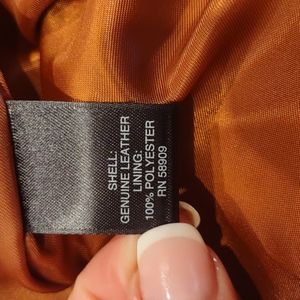 SHELL:
GENUINE LEATHER
LINING:
100% POLYESTER
RN 58909